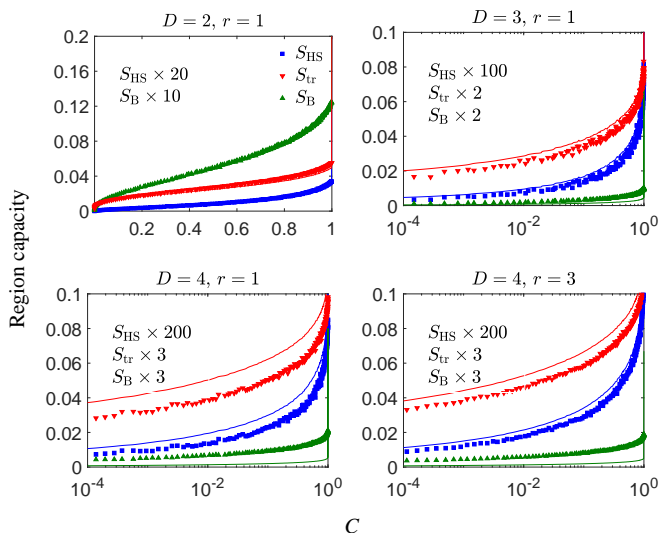 D = 2, r = 1
0.2
0.16
0.12
0.08
0.04
0
0.2 0.4 0.6 0.8 1
S_HS × 20
S_B × 10
S_HS
S_tr
S_B
D = 3, r = 1
0.1
0.08
0.06
0.04
0.02
0
10^-4 10^-2 10^0
S_HS × 100
S_tr × 2
S_B × 2
Region capacity
D = 4, r = 1
0.1
0.08
0.06
0.04
0.02
0
10^-4 10^-2 10^0
S_HS × 200
S_tr × 3
S_B × 3
D = 4, r = 3
0.1
0.08
0.06
0.04
0.02
0
10^-4 10^-2 10^0
S_HS × 200
S_tr × 3
S_B × 3
C